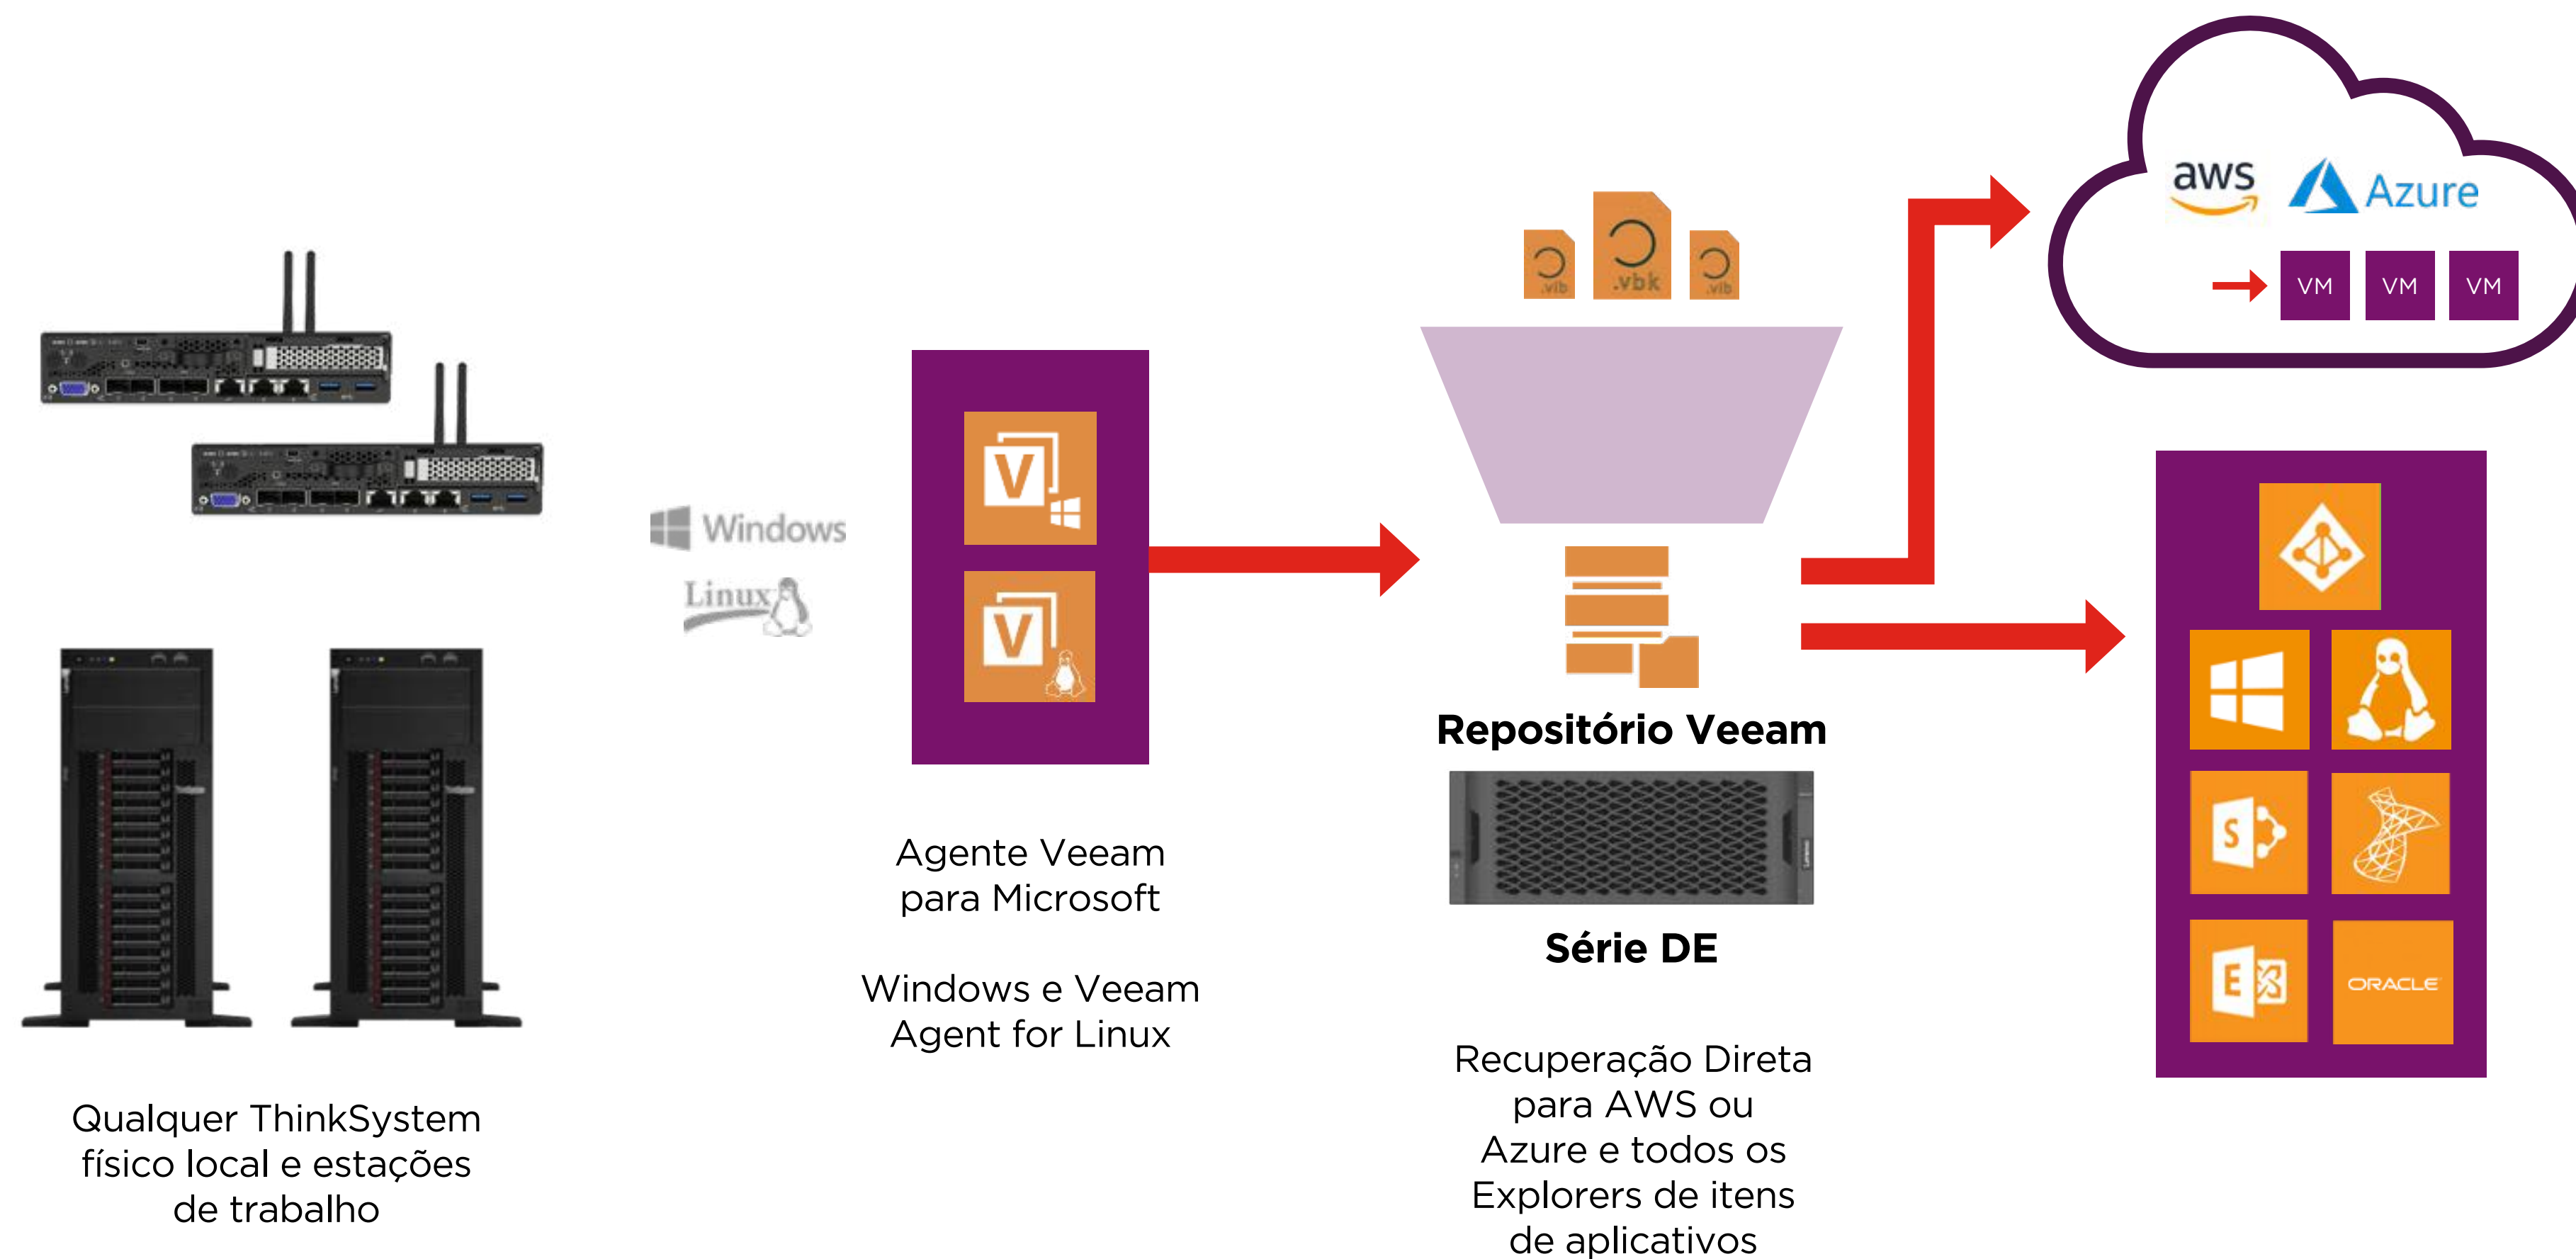 Qualquer ThinkSystem
físico local e estações
de trabalho
Windows
Linux
V
V
Agente Veeam
para Microsoft
Windows e Veeam
Agent for Linux
.vib
.vbk
.vib
Repositório Veeam
Série DE
Recuperação Direta
para AWS ou
Azure e todos os
Explorers de itens
de aplicativos
aws
Azure
VM
VM
VM
S
E
ORACLE